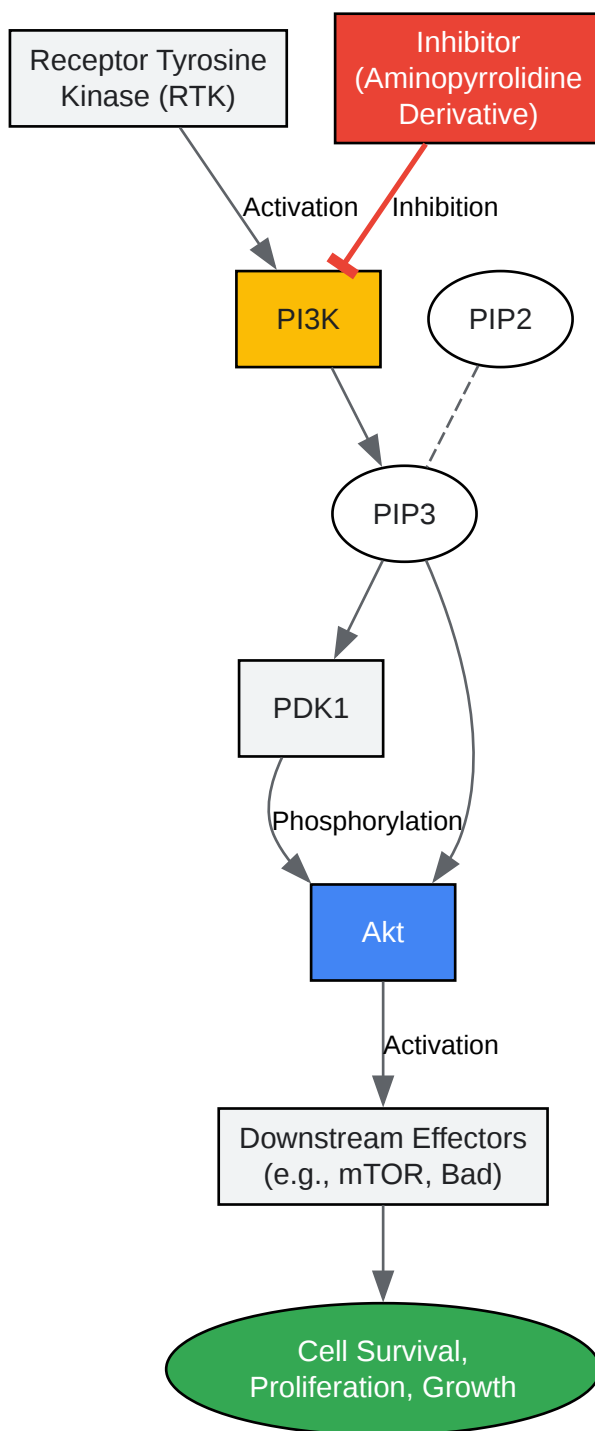 Receptor Tyrosine
Kinase (RTK)
Inhibitor
(Aminopyrrolidine
Derivative)
Activation
Inhibition
PI3K
PIP2
PIP3
PDK1
Phosphorylation
Akt
Activation
Downstream Effectors
(e.g., mTOR, Bad)
Cell Survival,
Proliferation, Growth